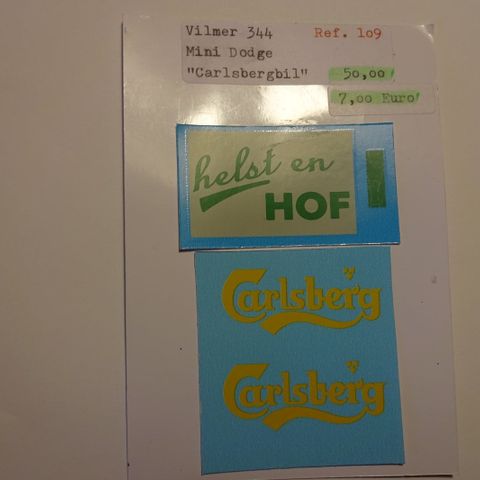 Vilmer 344 Ref. 109
Mini Dodge
"Carlsbergbil" 50,00
7,00 Euro
helst en
HOF
Carlsberg
Carlsberg